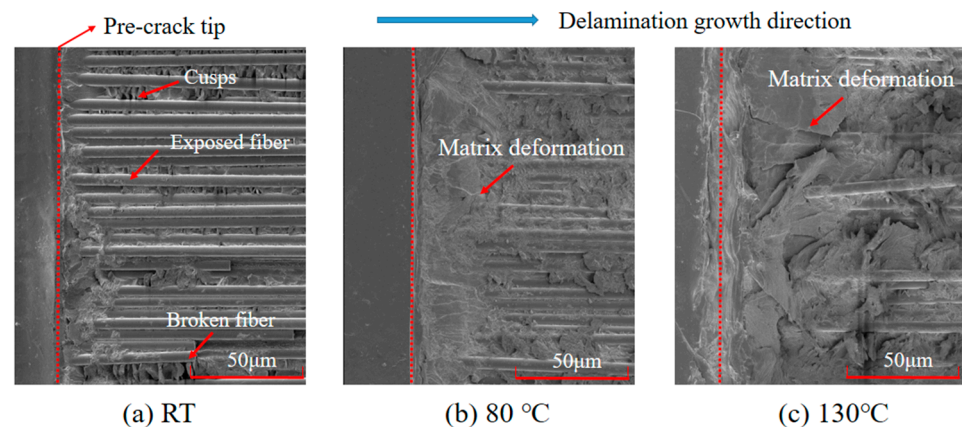 Pre-crack tip
Delamination growth direction
Cusps
Exposed fiber
Broken fiber
50μm
Matrix deformation
50μm
Matrix deformation
50μm
(a) RT
(b) 80 ℃
(c) 130℃